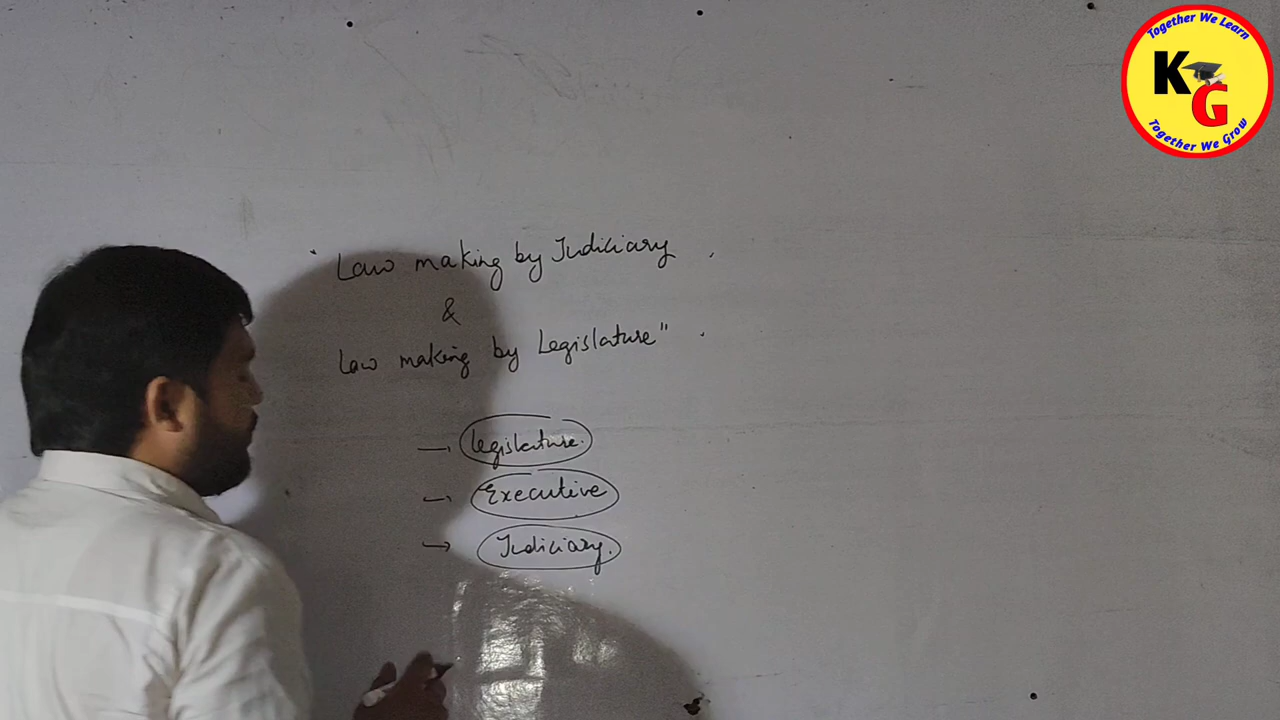 Together We Learn
KG
Together We Grow
" Law making by Judiciary .
&
Law making by Legislature" .
→ Legislature.
→ Executive
→ Judiciary.